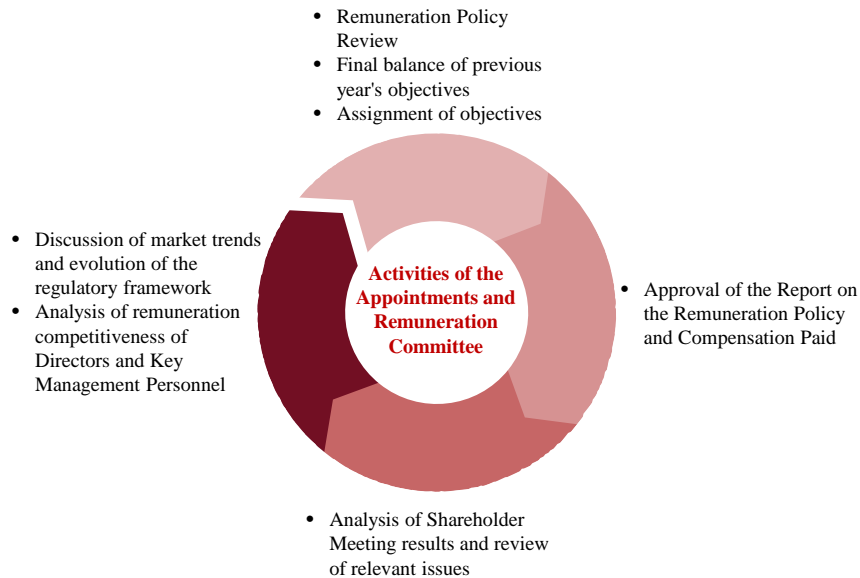 • Remuneration Policy
Review
• Final balance of previous
year's objectives
• Assignment of objectives
• Discussion of market trends
and evolution of the
regulatory framework
• Analysis of remuneration
competitiveness of
Directors and Key
Management Personnel
Activities of the
Appointments and
Remuneration
Committee
• Approval of the Report on
the Remuneration Policy
and Compensation Paid
• Analysis of Shareholder
Meeting results and review
of relevant issues